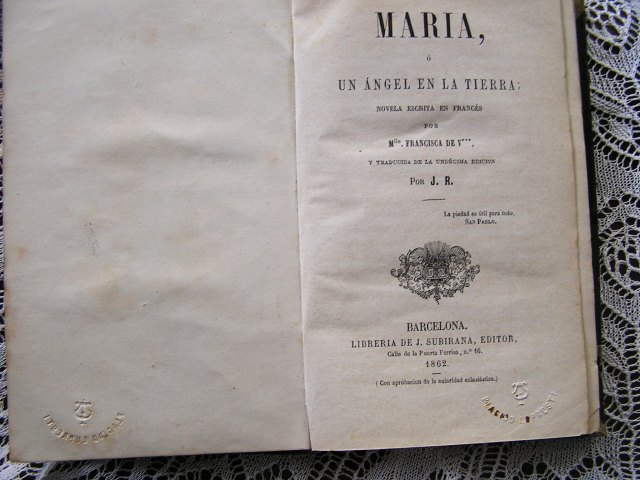 MARIA,
ó
UN ÁNGEL EN LA TIERRA;
NOVELA ESCRITA EN FRANCÉS
POR
Mlle. FRANCISCA DE V***,
Y TRADUCIDA DE LA UNDÉCIMA EDICION
POR J. R.
La piedad es útil para todo,
SAN PABLO.
BARCELONA.
LIBRERIA DE J. SUBIRANA, EDITOR,
Calle de la Puerta Ferrisa, n.º 16.
1862.
(Con aprobacion de la autoridad eclesiástica.)